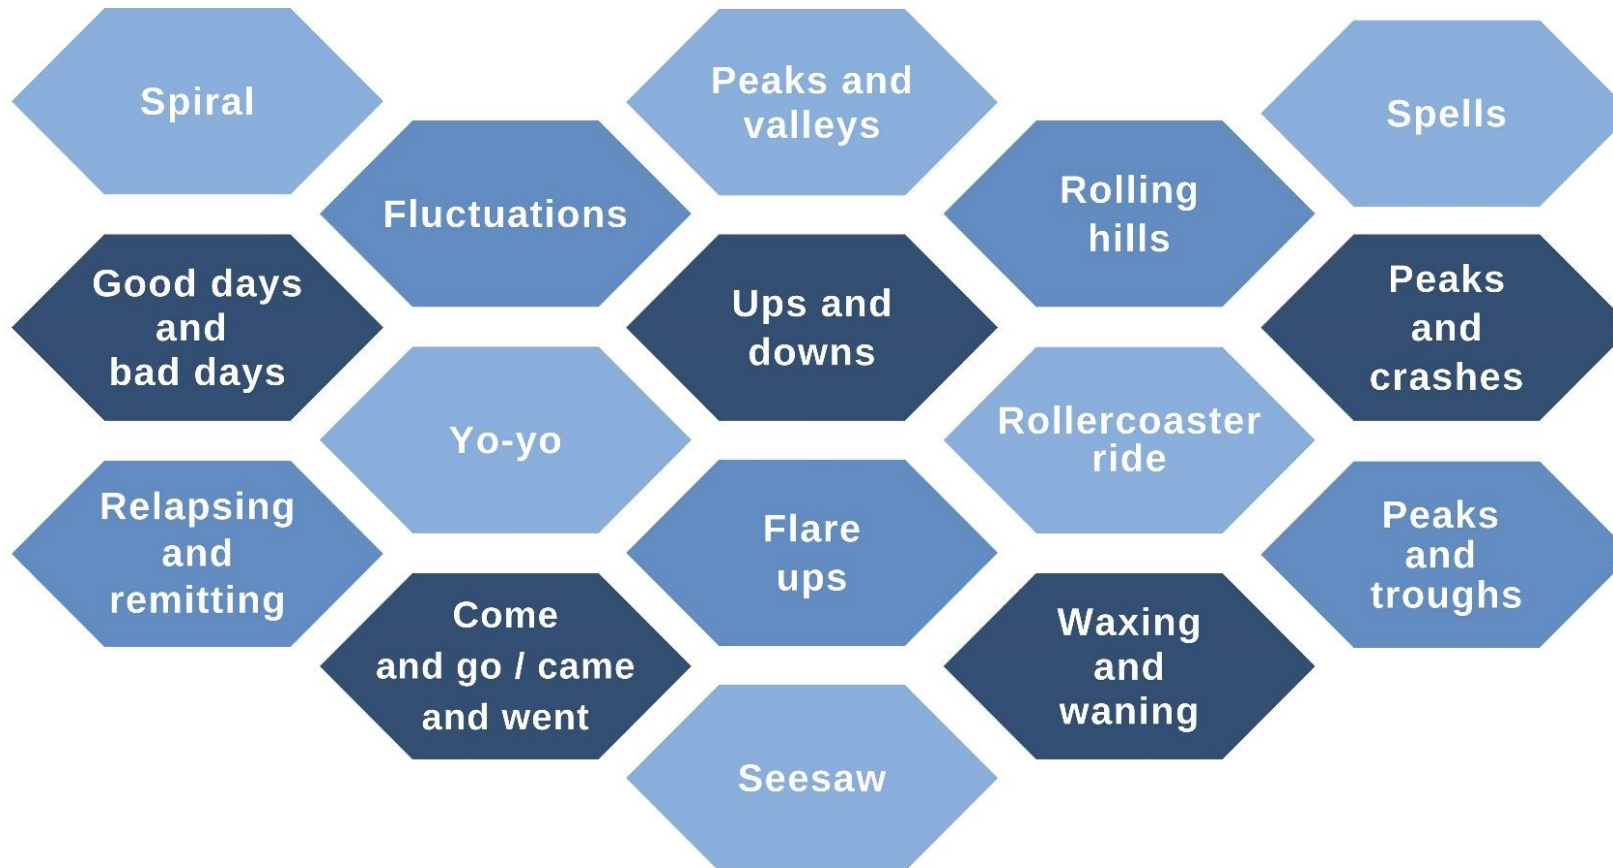 Spiral
Peaks and
valleys
Spells
Fluctuations
Rolling
hills
Good days
and
bad days
Ups and
downs
Peaks
and
crashes
Yo-yo
Rollercoaster
ride
Relapsing
and
remitting
Flare
ups
Peaks
and
troughs
Come
and go / came
and went
Waxing
and
waning
Seesaw